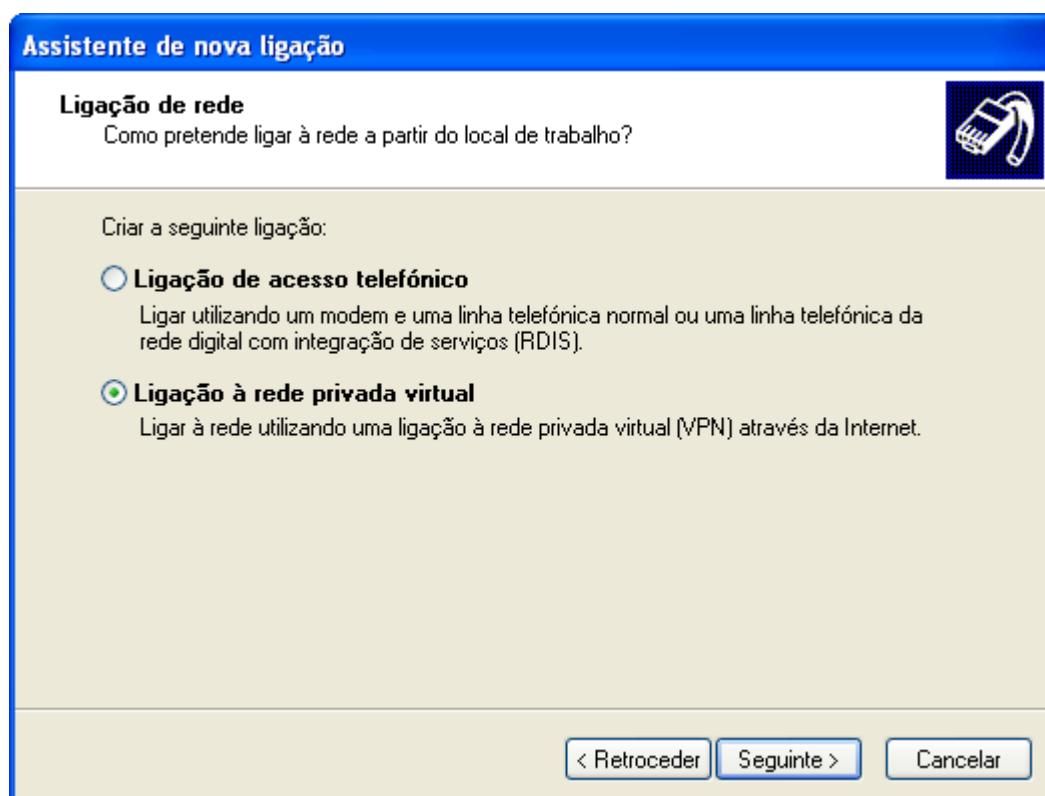 Assistente de nova ligação
Ligação de rede
Como pretende ligar à rede a partir do local de trabalho?
Criar a seguinte ligação:
Ligação de acesso telefónico
Ligar utilizando um modem e uma linha telefónica normal ou uma linha telefónica da
rede digital com integração de serviços (RDIS).
Ligação à rede privada virtual
Ligar à rede utilizando uma ligação à rede privada virtual (VPN) através da Internet.
< Retroceder
Seguinte >
Cancelar